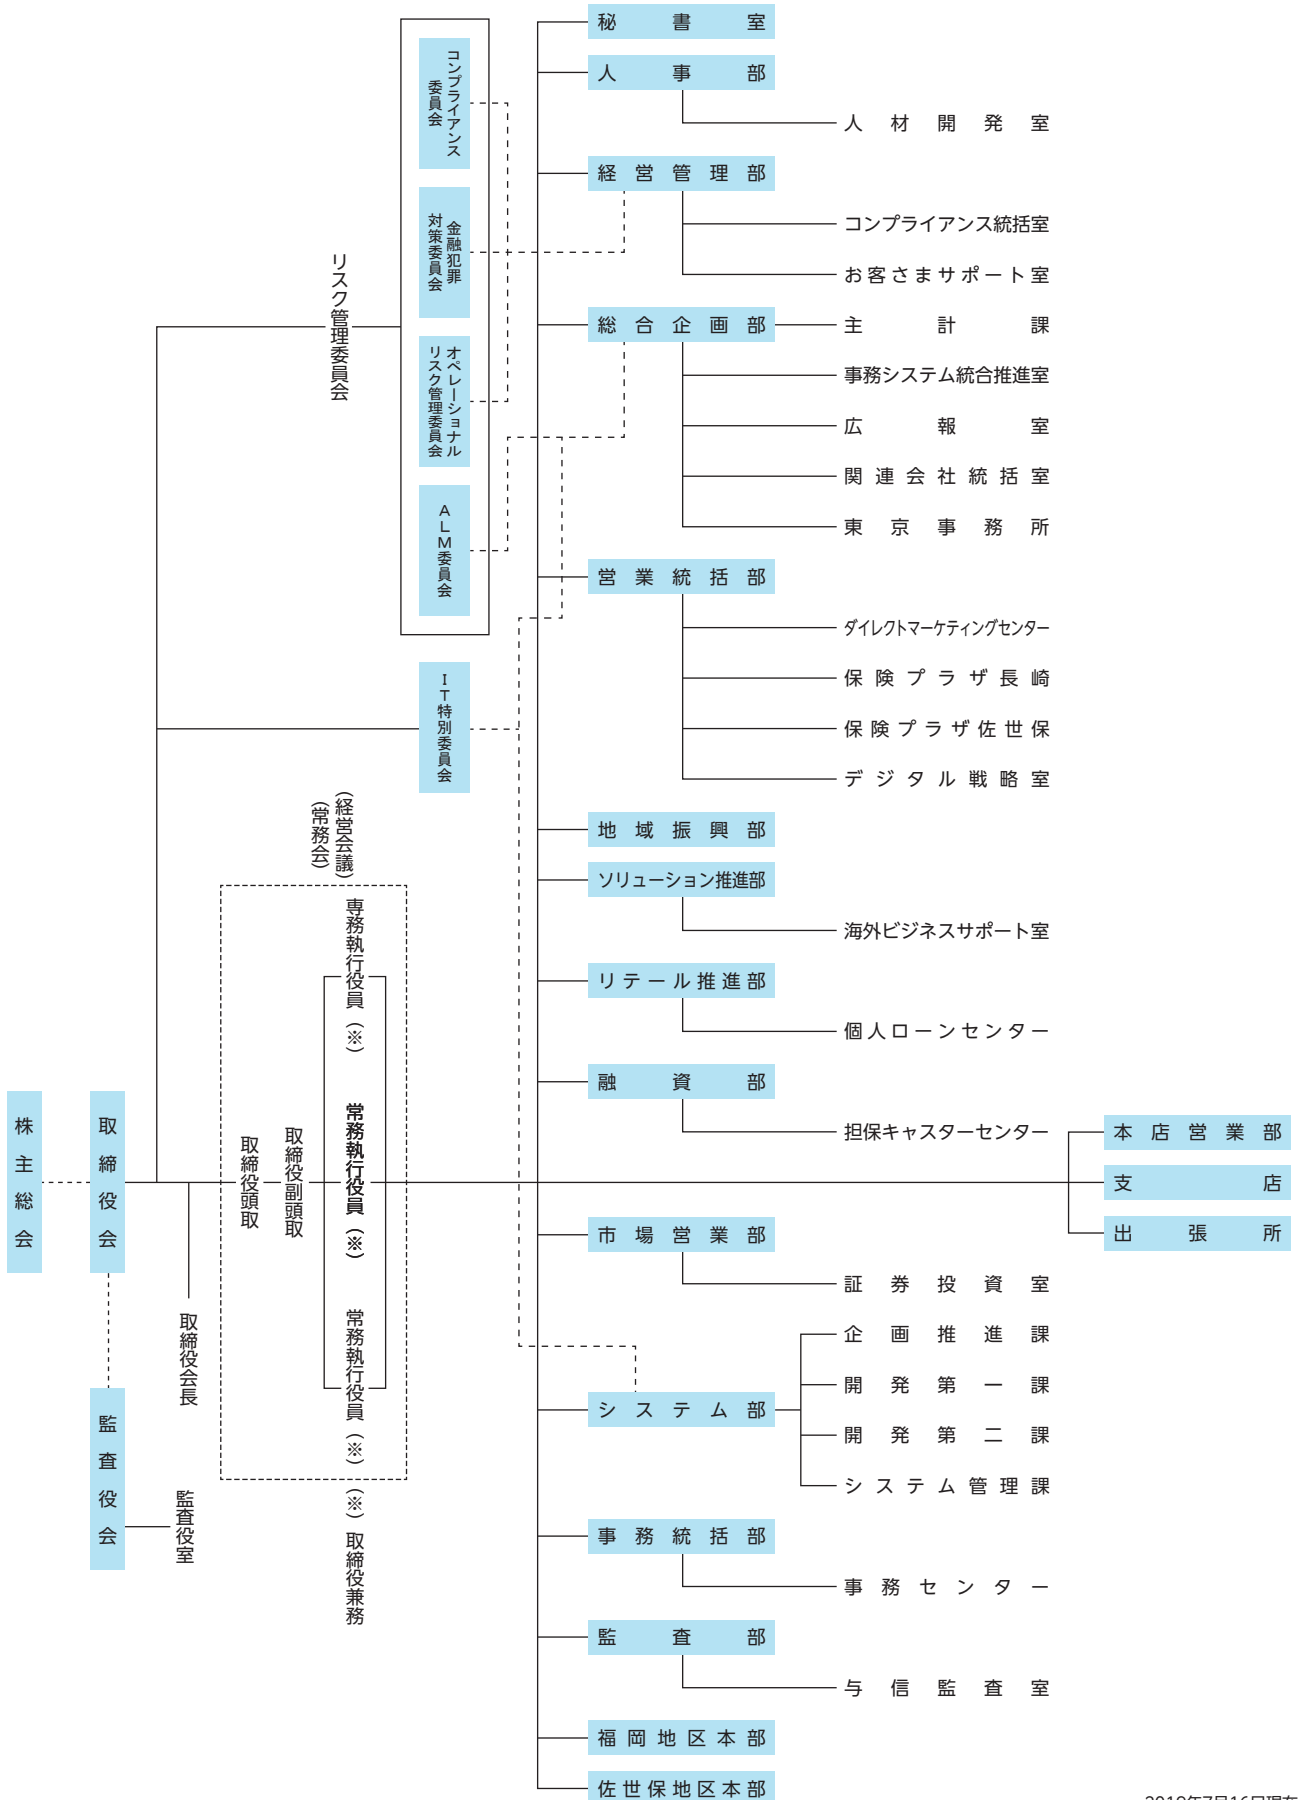 株主総会
取締役会
監査役会
監査役室
取締役会長
リスク管理委員会
コンプライアンス
委員会
金融犯罪
対策委員会
オペレーショナル
リスク管理委員会
ALM委員会
IT特別委員会
(経営会議)
(常務会)
取締役頭取
取締役副頭取
専務執行役員(※)
常務執行役員(※)
常務執行役員(※)
(※)取締役兼務
秘書室
人事部
人材開発室
経営管理部
コンプライアンス統括室
お客さまサポート室
総合企画部
主計課
事務システム統合推進室
広報室
関連会社統括室
東京事務所
営業統括部
ダイレクトマーケティングセンター
保険プラザ長崎
保険プラザ佐世保
デジタル戦略室
地域振興部
ソリューション推進部
海外ビジネスサポート室
リテール推進部
個人ローンセンター
融資部
担保キャスターセンター
本店営業部
支店
出張所
市場営業部
証券投資室
システム部
企画推進課
開発第一課
開発第二課
システム管理課
事務統括部
事務センター
監査部
与信監査室
福岡地区本部
佐世保地区本部
2019年7月16日現在